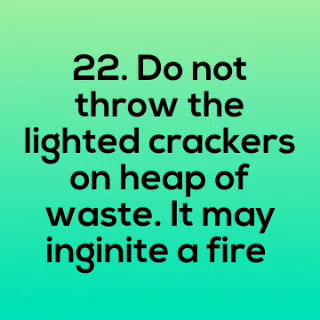 22. Do not
throw the
lighted crackers
on heap of
waste. It may
inginite a fire